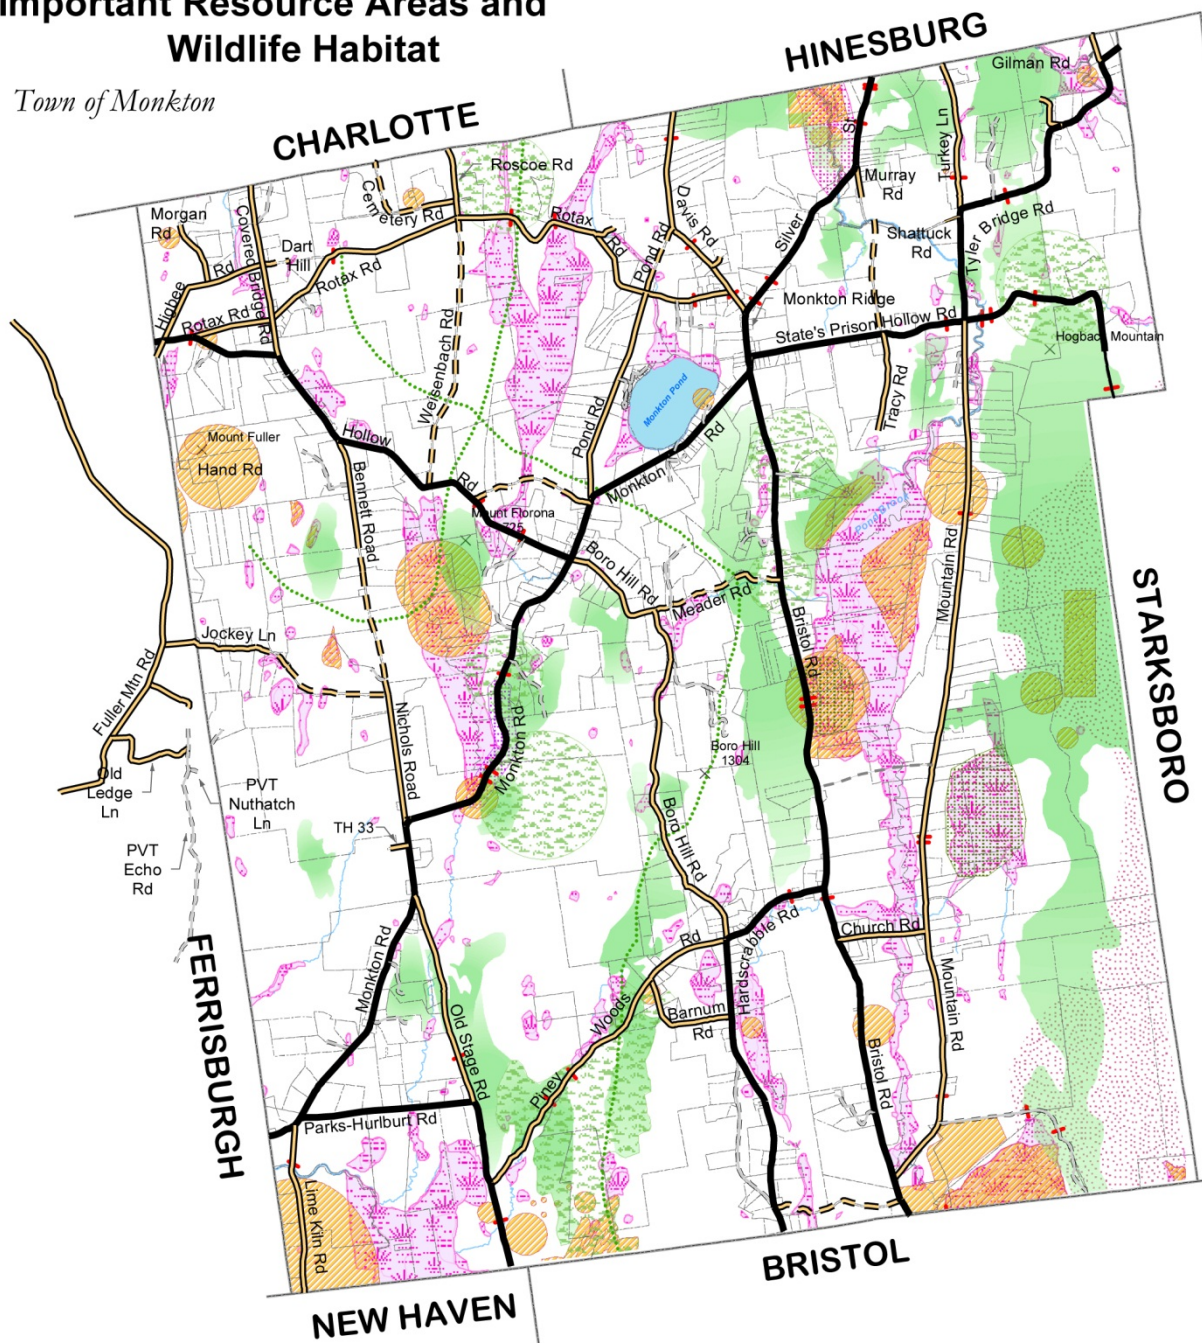 Important Resource Areas and
Wildlife Habitat
Town of Monkton
HINESBURG
CHARLOTTE
Gilman Rd
Roscoe Rd
Turkey Ln
St
Murray
Rd
Cemetery Rd
Morgan
Rd
Covered Bridge Rd
Rotax
Rd
Davis Rd
Silver
Shattuck
Rd
Tyler Bridge Rd
Dart
Hill
Rd
Higbee
Rotax Rd
Pond Rd
Rotax Rd
Monkton Ridge
State's Prison Hollow Rd
Hogback Mountain
Weisenbach Rd
Monkton Pond
Tracy Rd
Pond Rd
Hollow
Rd
Mount Fuller
Hand Rd
Monkton
Rd
Bennett Road
Mount Florona
725
Pond Brook
Boro Hill Rd
Meader Rd
Mountain Rd
STARKSBORO
Bristol Rd
Jockey Ln
Fuller Mtn Rd
Nichols Road
Monkton Rd
Boro Hill
1304
Old
Ledge
Ln
PVT
Nuthatch
Ln
TH 33
PVT
Echo
Rd
Boro Hill Rd
FERRISBURGH
Monkton Rd
Rd
Hardscrabble Rd
Church Rd
Old Stage Rd
Woods
Barnum
Rd
Mountain Rd
Piney
Bristol Rd
Parks-Hurlburt Rd
Lime Kiln Rd
BRISTOL
NEW HAVEN